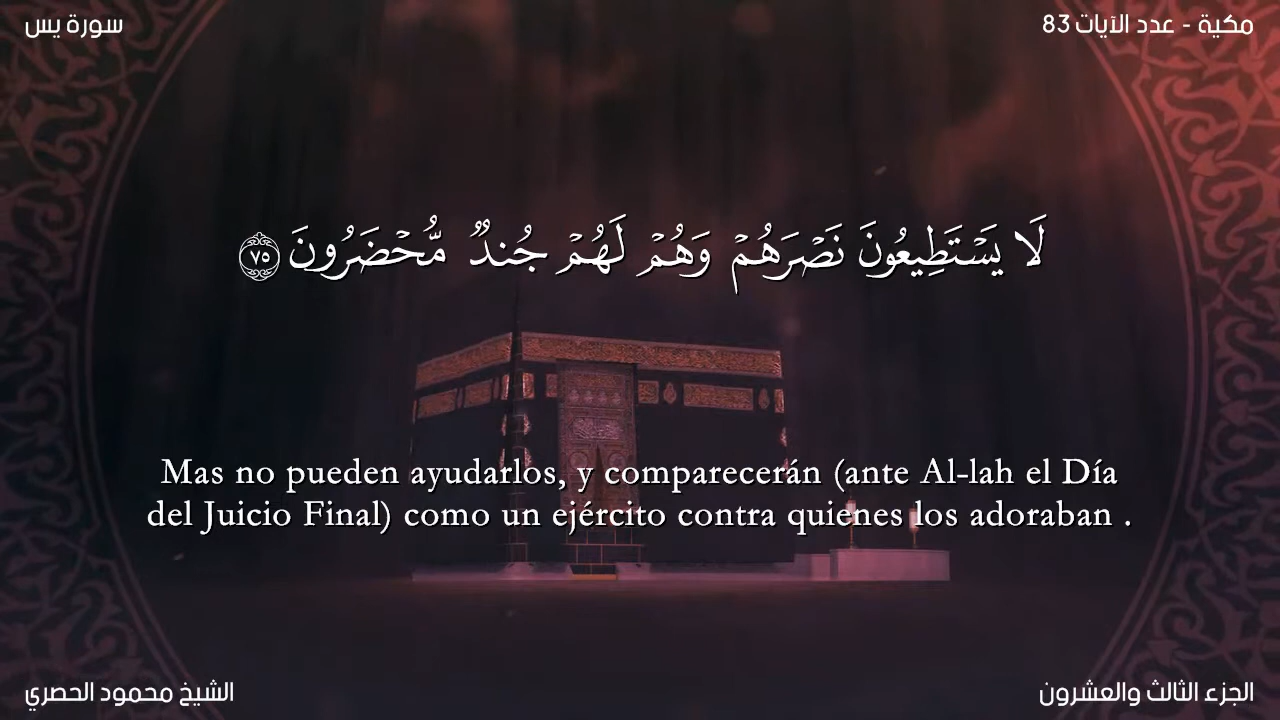 سورة يس
مكية - عدد الآيات 83
لَا يَسْتَطِيعُونَ نَصْرَهُمْ وَهُمْ لَهُمْ جُندٌ مُّحْضَرُونَ ٧٥
Mas no pueden ayudarlos, y comparecerán (ante Al-lah el Día
del Juicio Final) como un ejército contra quienes los adoraban .
الشيخ محمود الحصري
الجزء الثالث والعشرون